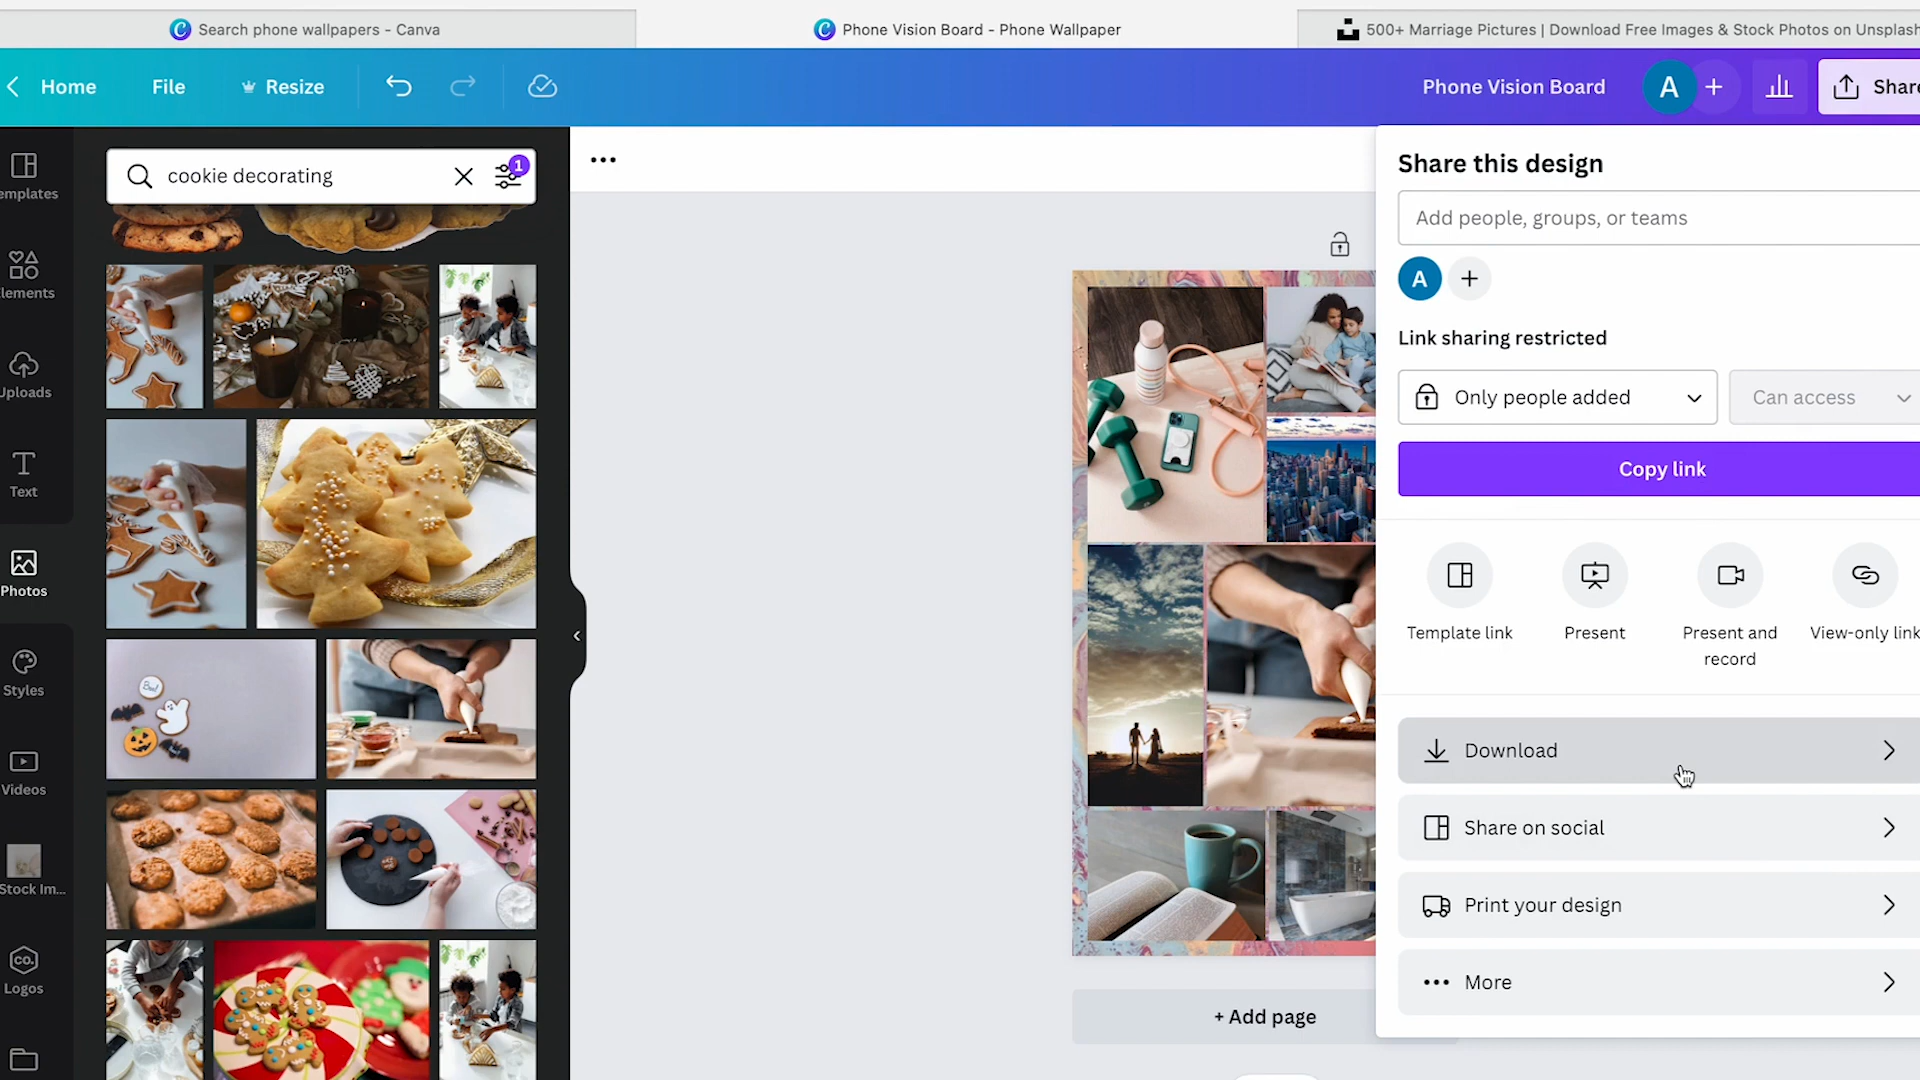 Search phone wallpapers - Canva
Phone Vision Board - Phone Wallpaper
500+ Marriage Pictures | Download Free Images & Stock Photos on Unsplash
Home
File
Resize
Phone Vision Board
A
+
Share
emplates
Elements
Uploads
Text
Photos
Styles
Videos
Stock Im...
CO.
Logos
cookie decorating
1
Boo!
+ Add page
Share this design
Add people, groups, or teams
A
+
Link sharing restricted
Only people added
Can access
Copy link
Template link
Present
Present and
record
View-only link
Download
Share on social
Print your design
More